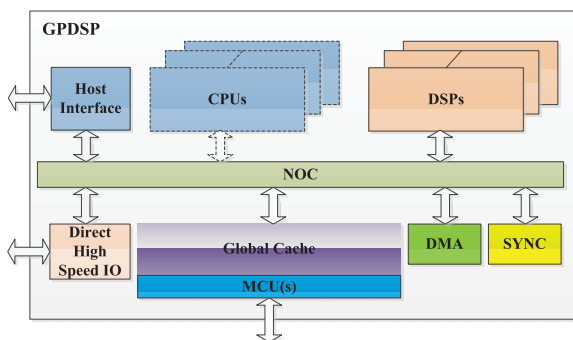 GPDSP
Host
Interface
CPUs
DSPs
NOC
Direct
High
Speed IO
Global Cache
MCU(s)
DMA
SYNC